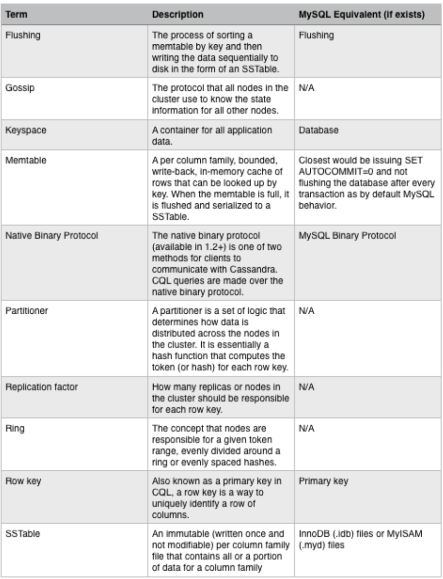 Term Description MySQL Equivalent (if exists)
Flushing The process of sorting a Flushing
memtable by key and then
writing the data sequentially to
disk in the form of an SSTable.
Gossip The protocol that all nodes in the N/A
cluster use to know the state
information for all other nodes.
Keyspace A container for all application Database
data.
Memtable A per column family, bounded, Closest would be issuing SET
write-back, in-memory cache of AUTOCOMMIT=0 and not
rows that can be looked up by flushing the database after every
key. When the memtable is full, it transaction as by default MySQL
is flushed and serialized to a behavior.
SSTable.
Native Binary Protocol The native binary protocol MySQL Binary Protocol
(available in 1.2+) is one of two
methods for clients to
communicate with Cassandra.
CQL queries are made over the
native binary protocol.
Partitioner A partitioner is a set of logic that N/A
determines how data is
distributed across the nodes in
the cluster. It is essentially a
hash function that computes the
token (or hash) for each row key.
Replication factor How many replicas or nodes in N/A
the cluster should be responsible
for each row key.
Ring The concept that nodes are N/A
responsible for a given token
range, evenly divided around a
ring or evenly spaced hashes.
Row key Also known as a primary key in Primary key
CQL, a row key is a way to
uniquely identify a row of
columns.
SSTable An immutable (written once and InnoDB (.idb) files or MyISAM
not modifiable) per column family (.myd) files
file that contains all or a portion
of data for a column family